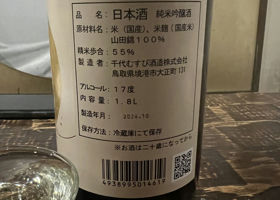 品名：日本酒 純米吟醸酒
原材料名：米（国産）、米麹（国産米）
山田錦１００％
精米歩合：５５％
製造者：千代むすび酒造株式会社
鳥取県境港市大正町１３１
アルコール：１７度
内容量：１.８L
製造年月：2024.10
保存方法：冷蔵庫にて保存
※お酒は二十歳になってから
4938995014619